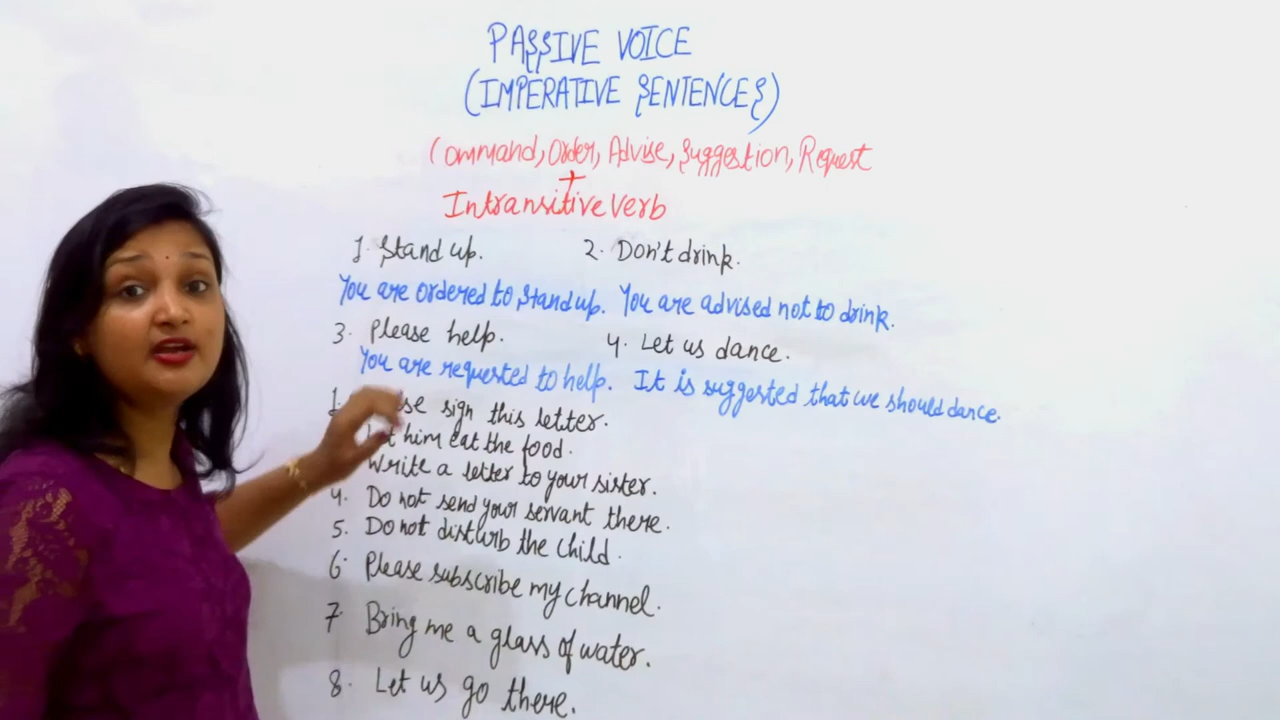 PASSIVE VOICE
(IMPERATIVE SENTENCES)
Command, Order, Advise, Suggestion, Request
+
Intransitive Verb
1. Stand up. 2. Don't drink.
You are ordered to stand up. You are advised not to drink.
3. Please help. 4. Let us dance.
You are requested to help. It is suggested that we should dance.
1. sign this letter.
him eat the food.
Write a letter to your sister.
4. Do not send your servant there.
5. Do not disturb the child.
6. Please subscribe my channel.
7. Bring me a glass of water.
8. Let us go there.